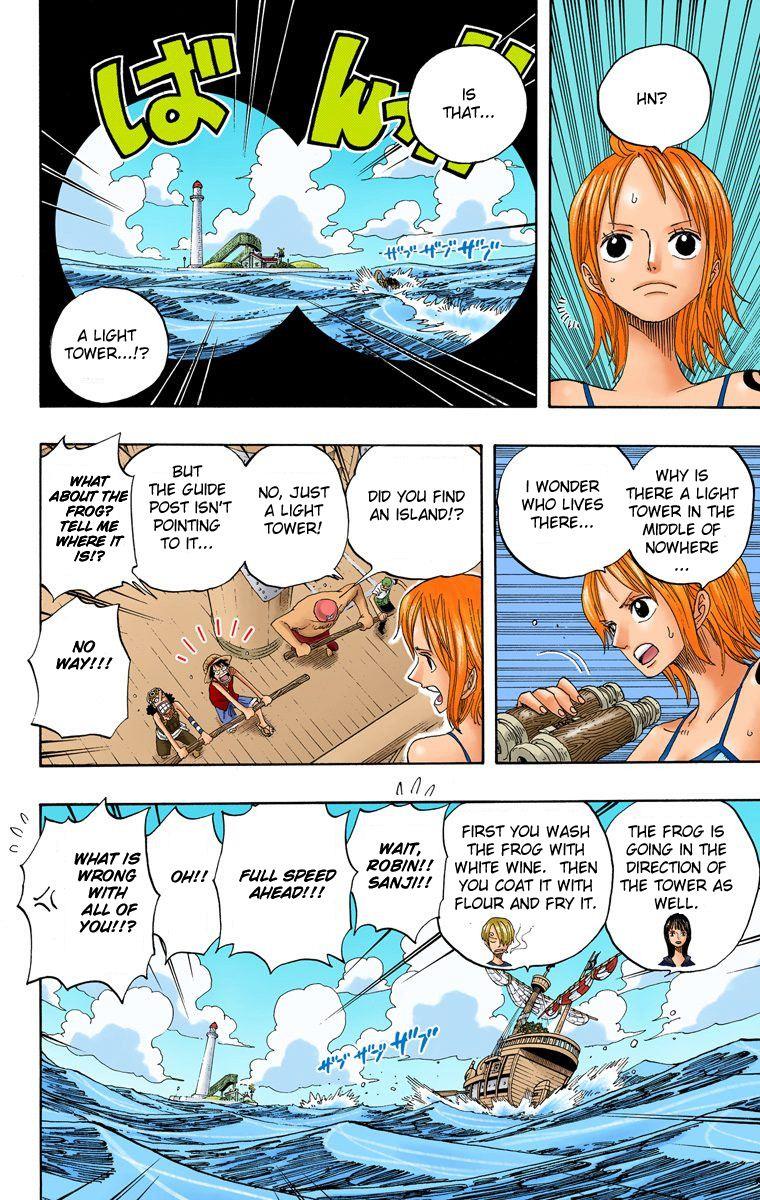 HN?
IS
THAT...
ばんっ!!
ザブザブザブ
A LIGHT
TOWER...!?
WHY IS
THERE A LIGHT
TOWER IN THE
MIDDLE OF
NOWHERE
...
I WONDER
WHO LIVES
THERE...
DID YOU FIND
AN ISLAND!?
NO, JUST
A LIGHT
TOWER!
BUT
THE GUIDE
POST ISN'T
POINTING
TO IT...
WHAT
ABOUT THE
FROG?
TELL ME
WHERE IT
IS!?
NO
WAY!!!
THE FROG IS
GOING IN THE
DIRECTION OF
THE TOWER AS
WELL.
FIRST YOU WASH
THE FROG WITH
WHITE WINE. THEN
YOU COAT IT WITH
FLOUR AND FRY IT.
WAIT,
ROBIN!!
SANJI!!
FULL SPEED
AHEAD!!!
OH!!
WHAT IS
WRONG
WITH
ALL OF
YOU!!?
ザブザブザブ